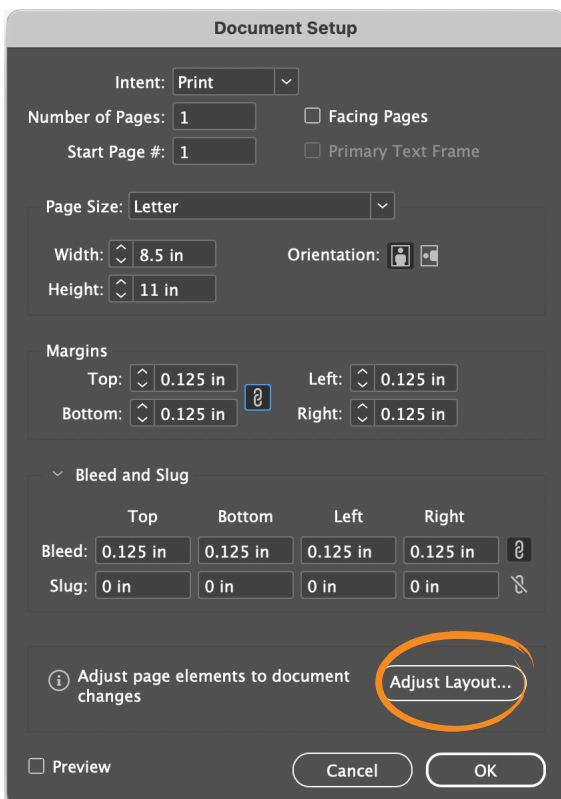 Document Setup
Intent: Print
Number of Pages: 1 Facing Pages
Start Page #: 1 Primary Text Frame
Page Size: Letter
Width: 8.5 in Orientation:
Height: 11 in
Margins
Top: 0.125 in Left: 0.125 in
Bottom: 0.125 in Right: 0.125 in
Bleed and Slug
Top Bottom Left Right
Bleed: 0.125 in 0.125 in 0.125 in 0.125 in
Slug: 0 in 0 in 0 in 0 in
Adjust page elements to document
changes
Adjust Layout...
Preview Cancel OK